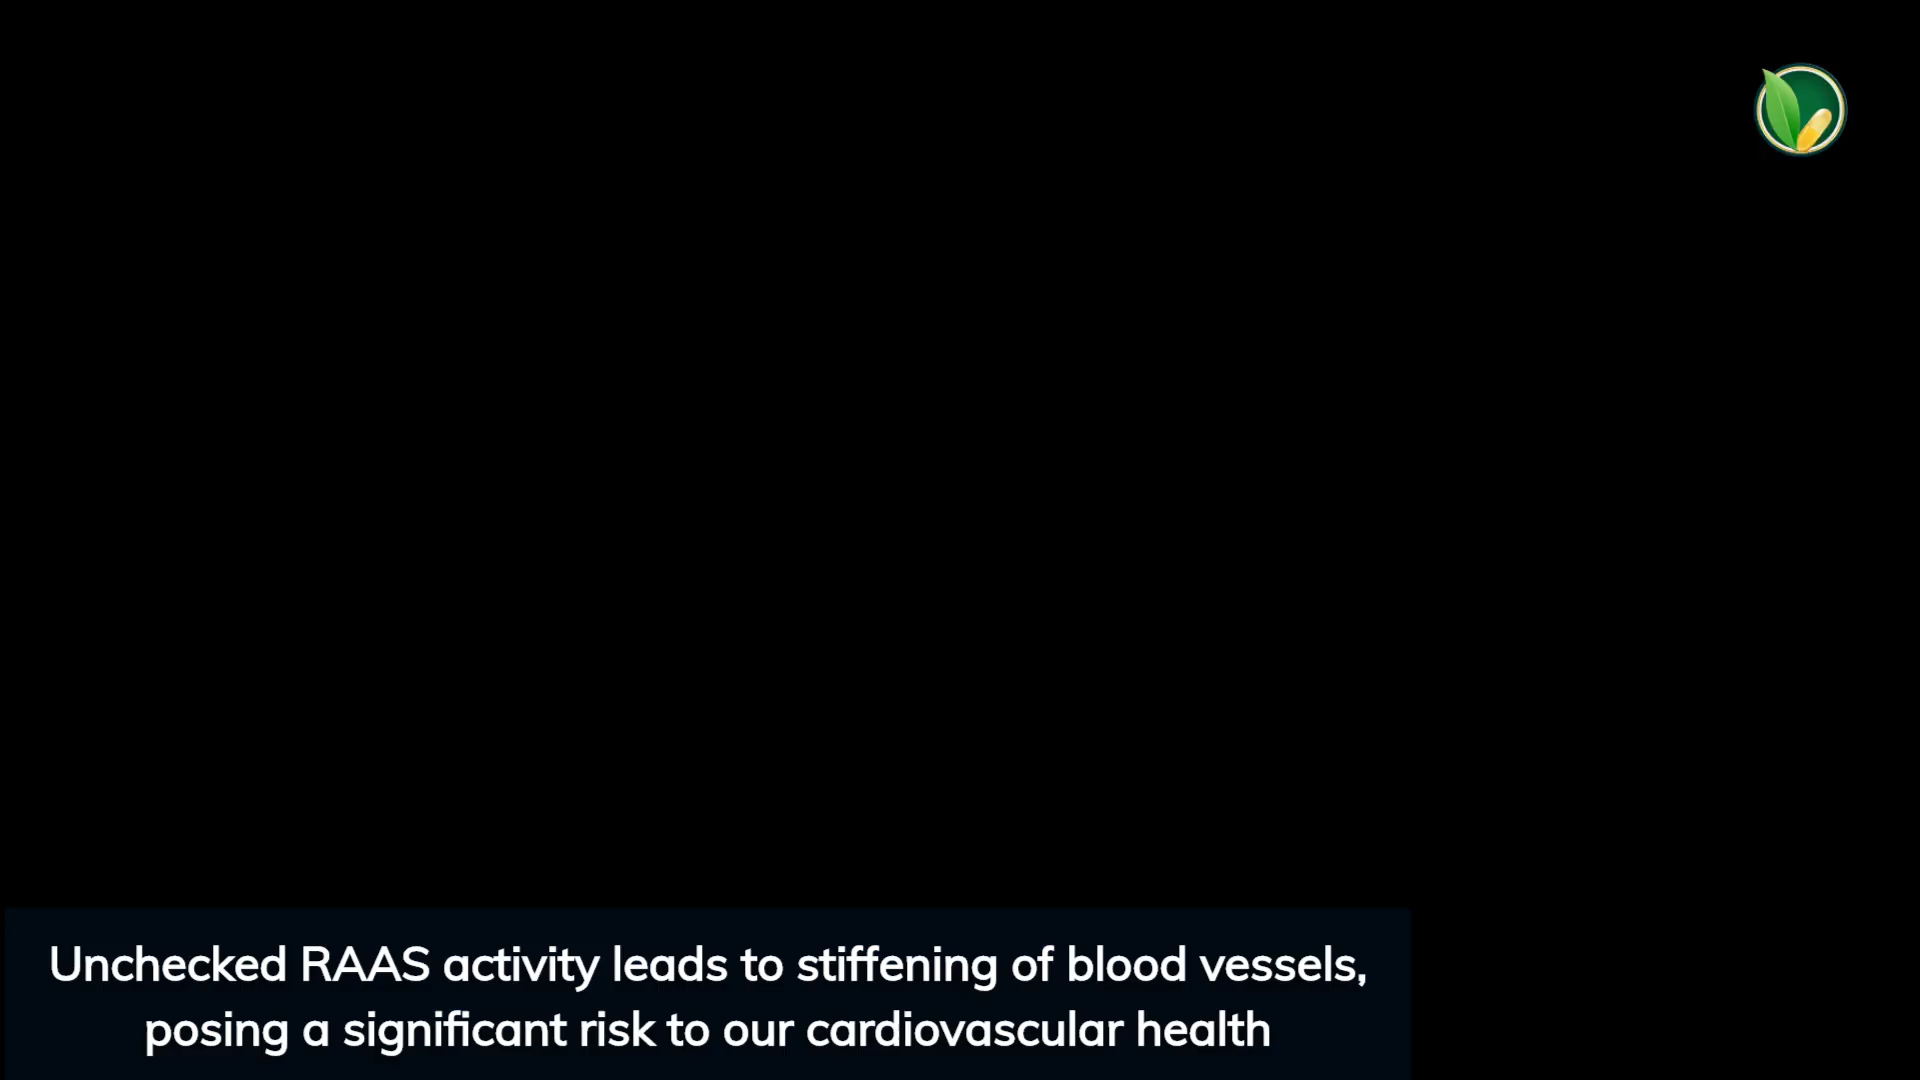 Unchecked RAAS activity leads to stiffening of blood vessels,
posing a significant risk to our cardiovascular health